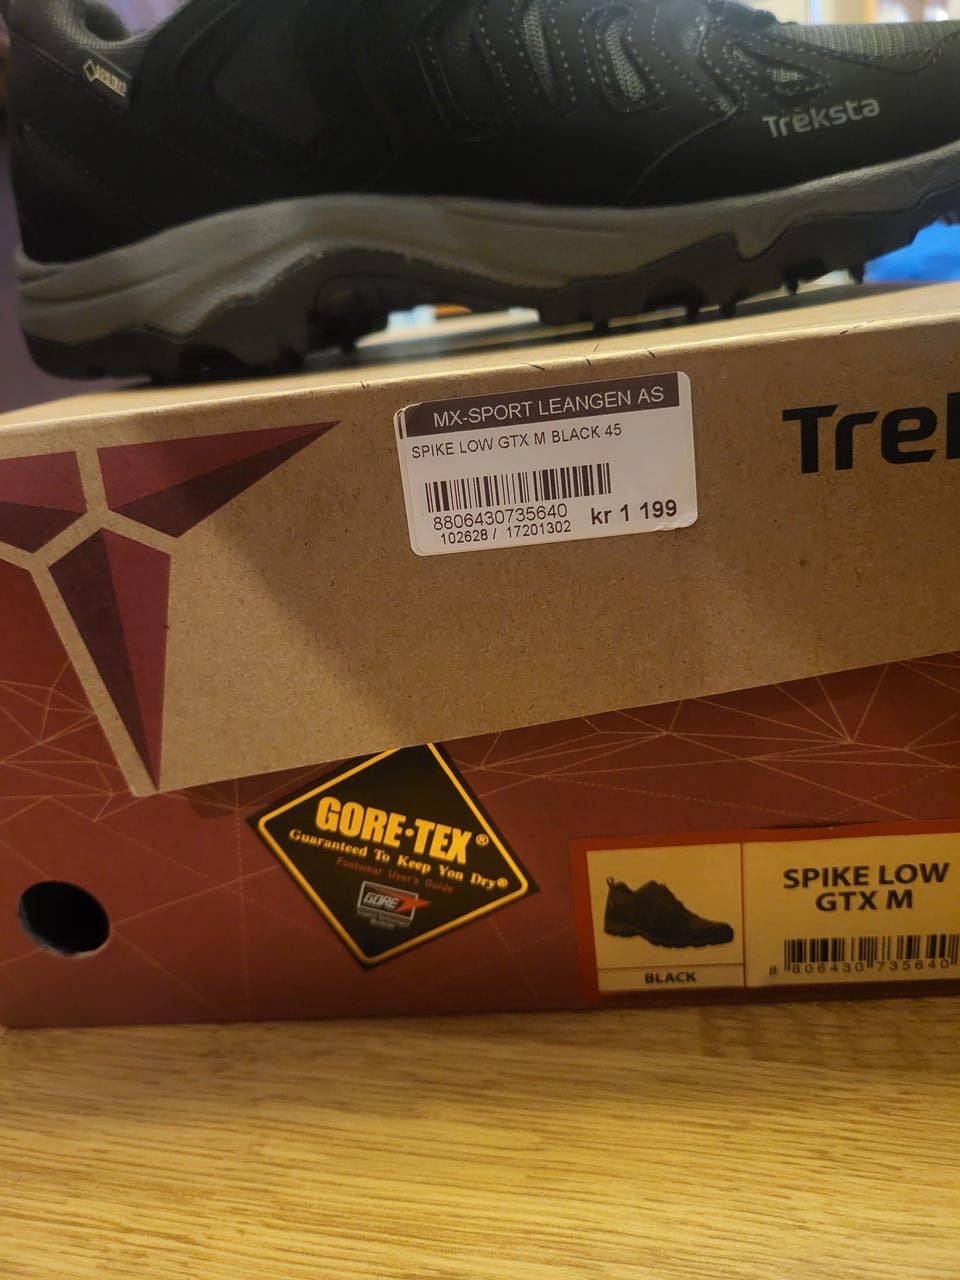 Treksta
MX-SPORT LEANGEN AS
SPIKE LOW GTX M BLACK 45
8806430735640
102628 / 17201302
kr 1 199
Trek
GORE-TEX®
Guaranteed To Keep You Dry®
Footwear User's Guide
GORE
BLACK
SPIKE LOW
GTX M
8 806430 735640